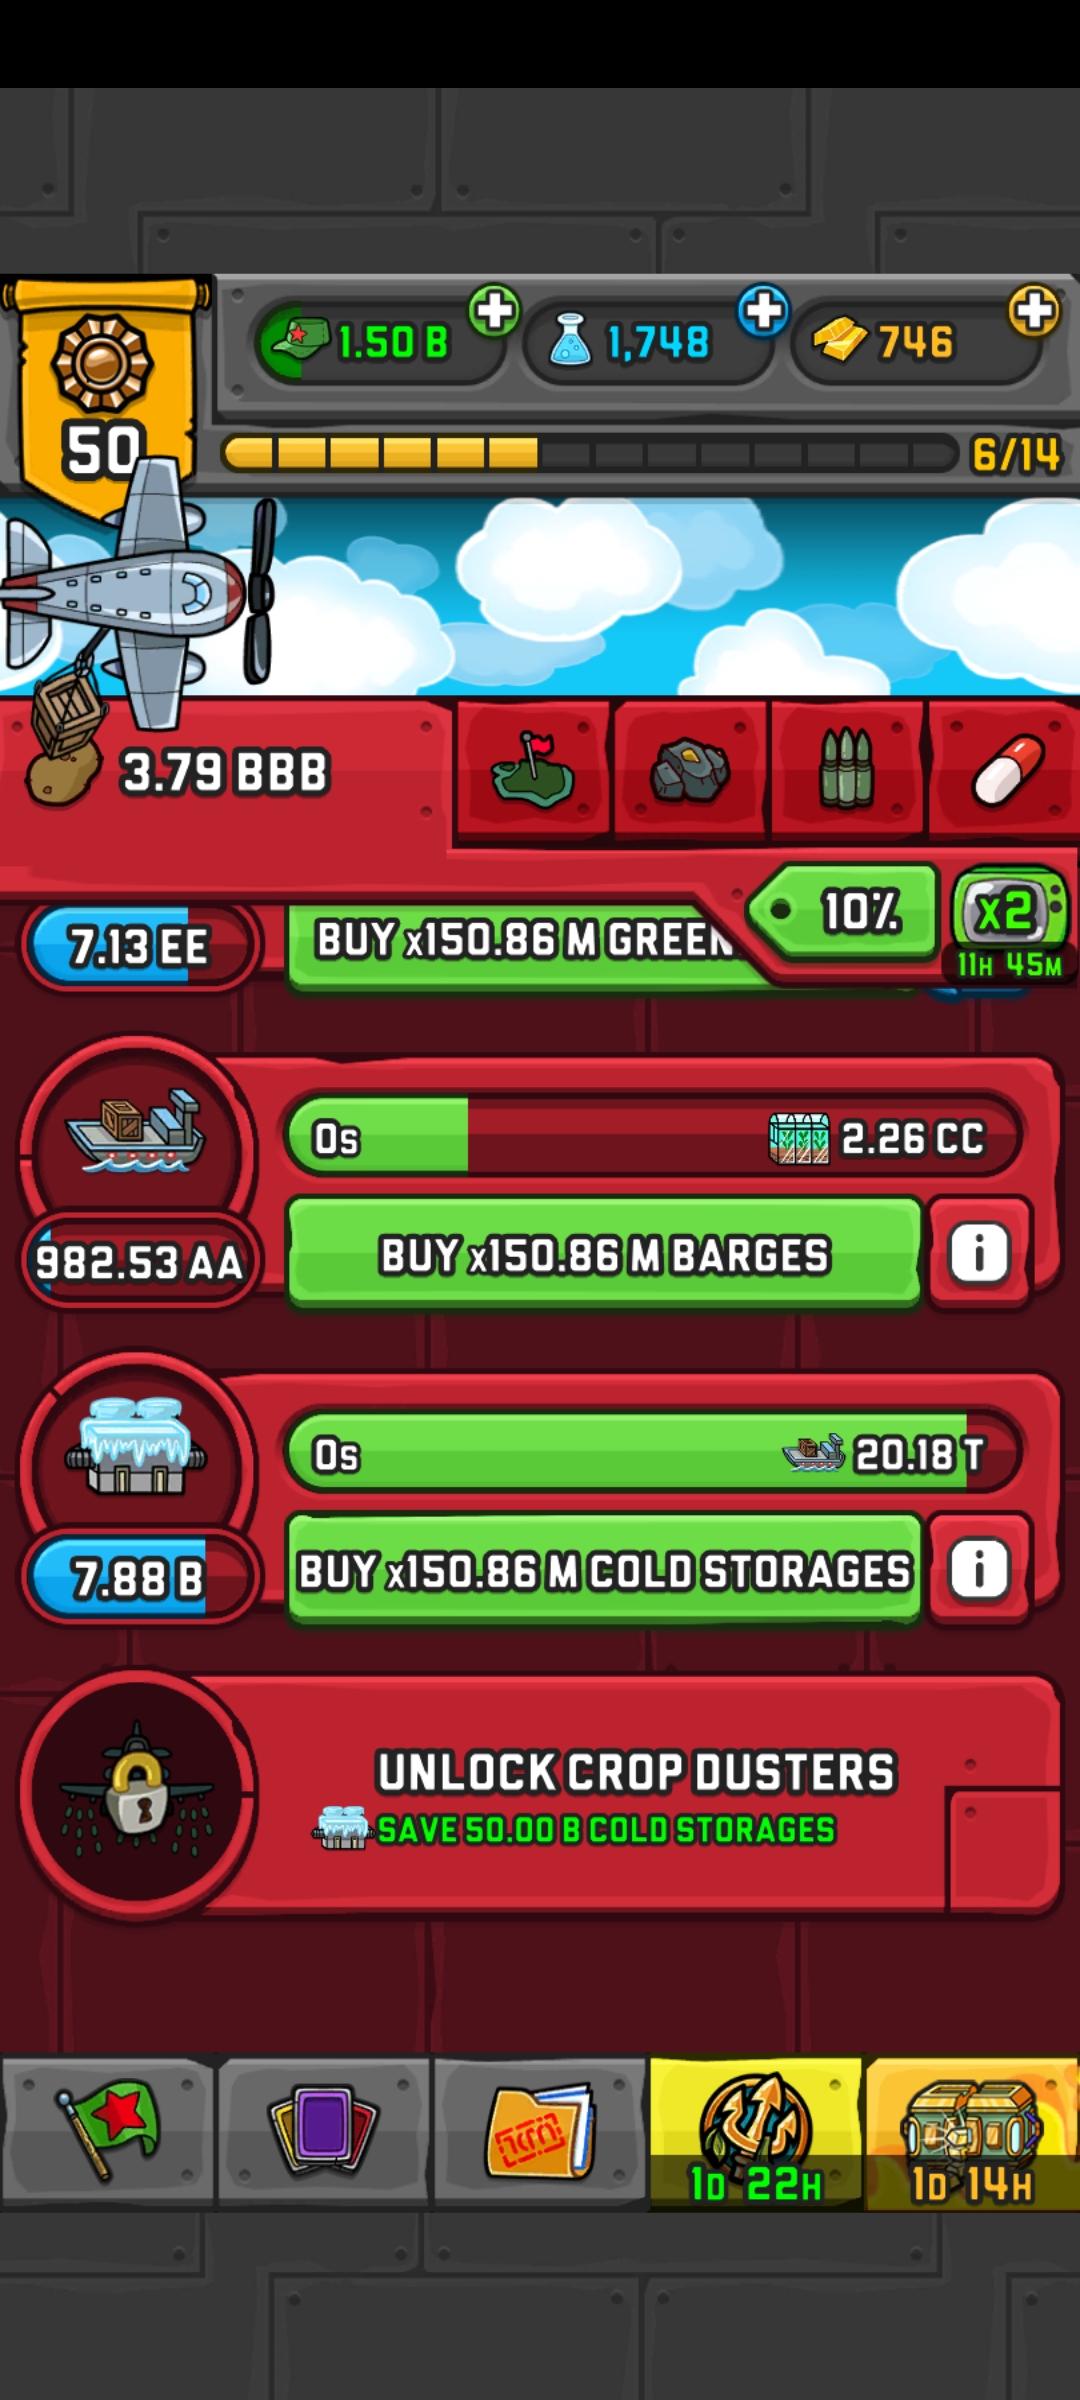 1.50 B
1,748
746
50
6/14
3.79 BBB
10%
x2
11H 45M
7.13 EE
BUY x150.86 M GREEN
0s
2.26 CC
982.53 AA
BUY x150.86 M BARGES
i
0s
20.18 T
7.88 B
BUY x150.86 M COLD STORAGES
i
UNLOCK CROP DUSTERS
SAVE 50.00 B COLD STORAGES
1D 22H
1D 14H